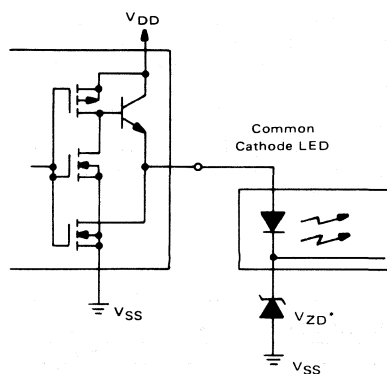 VDD
Common
Cathode LED
VSS
VZD*
VSS